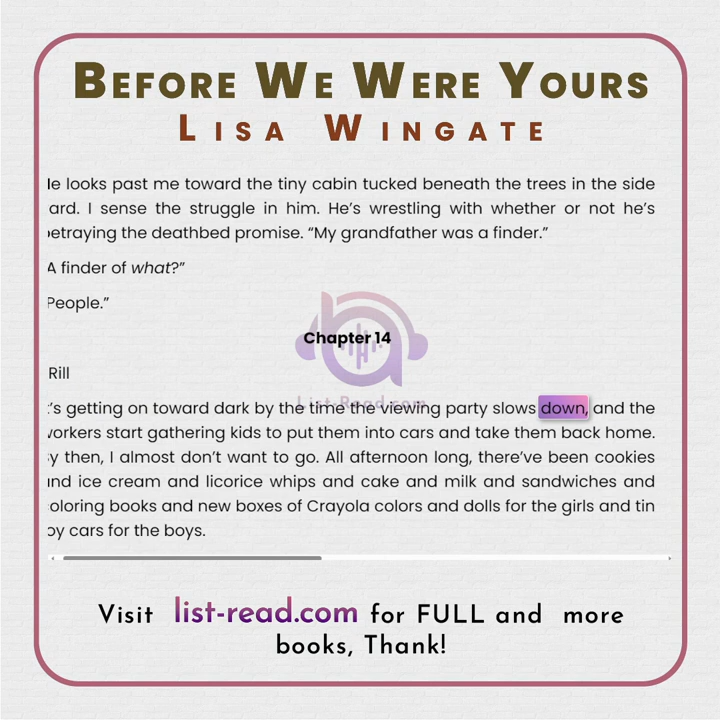 BEFORE WE WERE YOURS
LISA WINGATE
le looks past me toward the tiny cabin tucked beneath the trees in the side
ard. I sense the struggle in him. He’s wrestling with whether or not he’s
etraying the deathbed promise. “My grandfather was a finder.”
A finder of what?”
People.”
Chapter 14
Rill
List-Read.com
’s getting on toward dark by the time the viewing party slows down, and the
workers start gathering kids to put them into cars and take them back home.
y then, I almost don’t want to go. All afternoon long, there’ve been cookies
and ice cream and licorice whips and cake and milk and sandwiches and
oloring books and new boxes of Crayola colors and dolls for the girls and tin
oy cars for the boys.
Visit list-read.com for FULL and more
books, Thank!